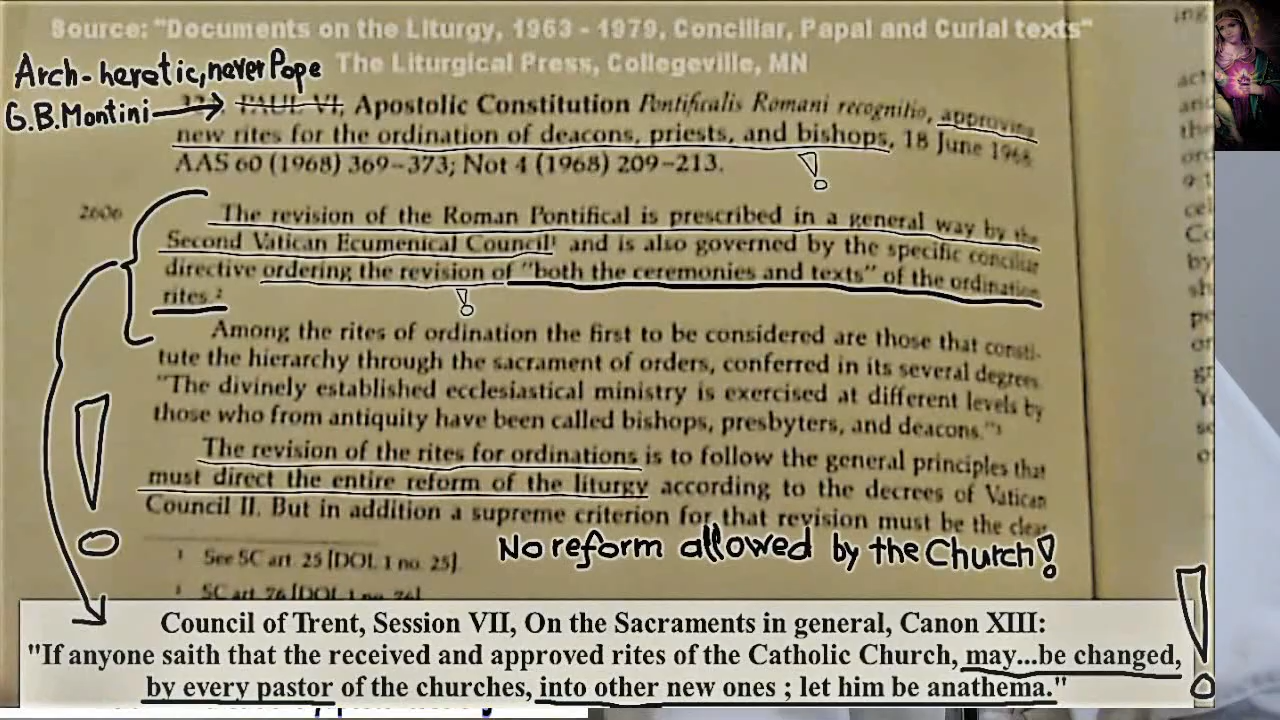 Source: "Documents on the Liturgy, 1963 - 1979, Conciliar, Papal and Curial texts"
The Liturgical Press, Collegeville, MN
Arch-heretic, never Pope
G.B.Montini
PAUL VI, Apostolic Constitution Pontificalis Romani recognitio, approving
new rites for the ordination of deacons, priests, and bishops, 18 June 1968
AAS 60 (1968) 369–373; Not 4 (1968) 209–213.
!
2606
The revision of the Roman Pontifical is prescribed in a general way by the
Second Vatican Ecumenical Council¹ and is also governed by the specific conciliar
directive ordering the revision of "both the ceremonies and texts" of the ordination
rites.²
!
Among the rites of ordination the first to be considered are those that consti-
tute the hierarchy through the sacrament of orders, conferred in its several degrees
"The divinely established ecclesiastical ministry is exercised at different levels by
those who from antiquity have been called bishops, presbyters, and deacons."³
!
The revision of the rites for ordinations is to follow the general principles that
must direct the entire reform of the liturgy according to the decrees of Vatican
Council II. But in addition a supreme criterion for that revision must be the clear
No reform allowed by the Church!
¹ See SC art. 25 [DOL 1 no. 25].
SC art. 76 [DOL 1 no. 76]
!
Council of Trent, Session VII, On the Sacraments in general, Canon XIII:
"If anyone saith that the received and approved rites of the Catholic Church, may...be changed,
by every pastor of the churches, into other new ones ; let him be anathema."